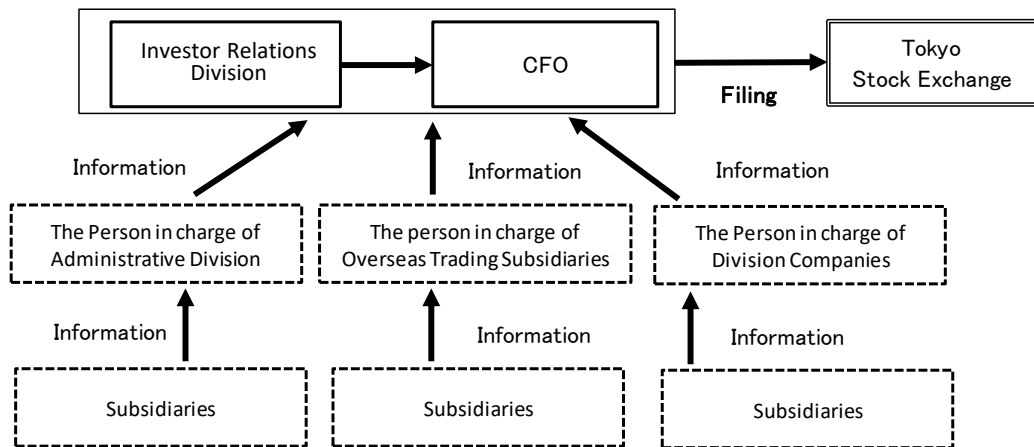 Investor Relations
Division
CFO
Filing
Tokyo
Stock Exchange
Information
Information
Information
The Person in charge of
Administrative Division
The person in charge of
Overseas Trading Subsidiaries
The Person in charge of
Division Companies
Information
Information
Information
Subsidiaries
Subsidiaries
Subsidiaries